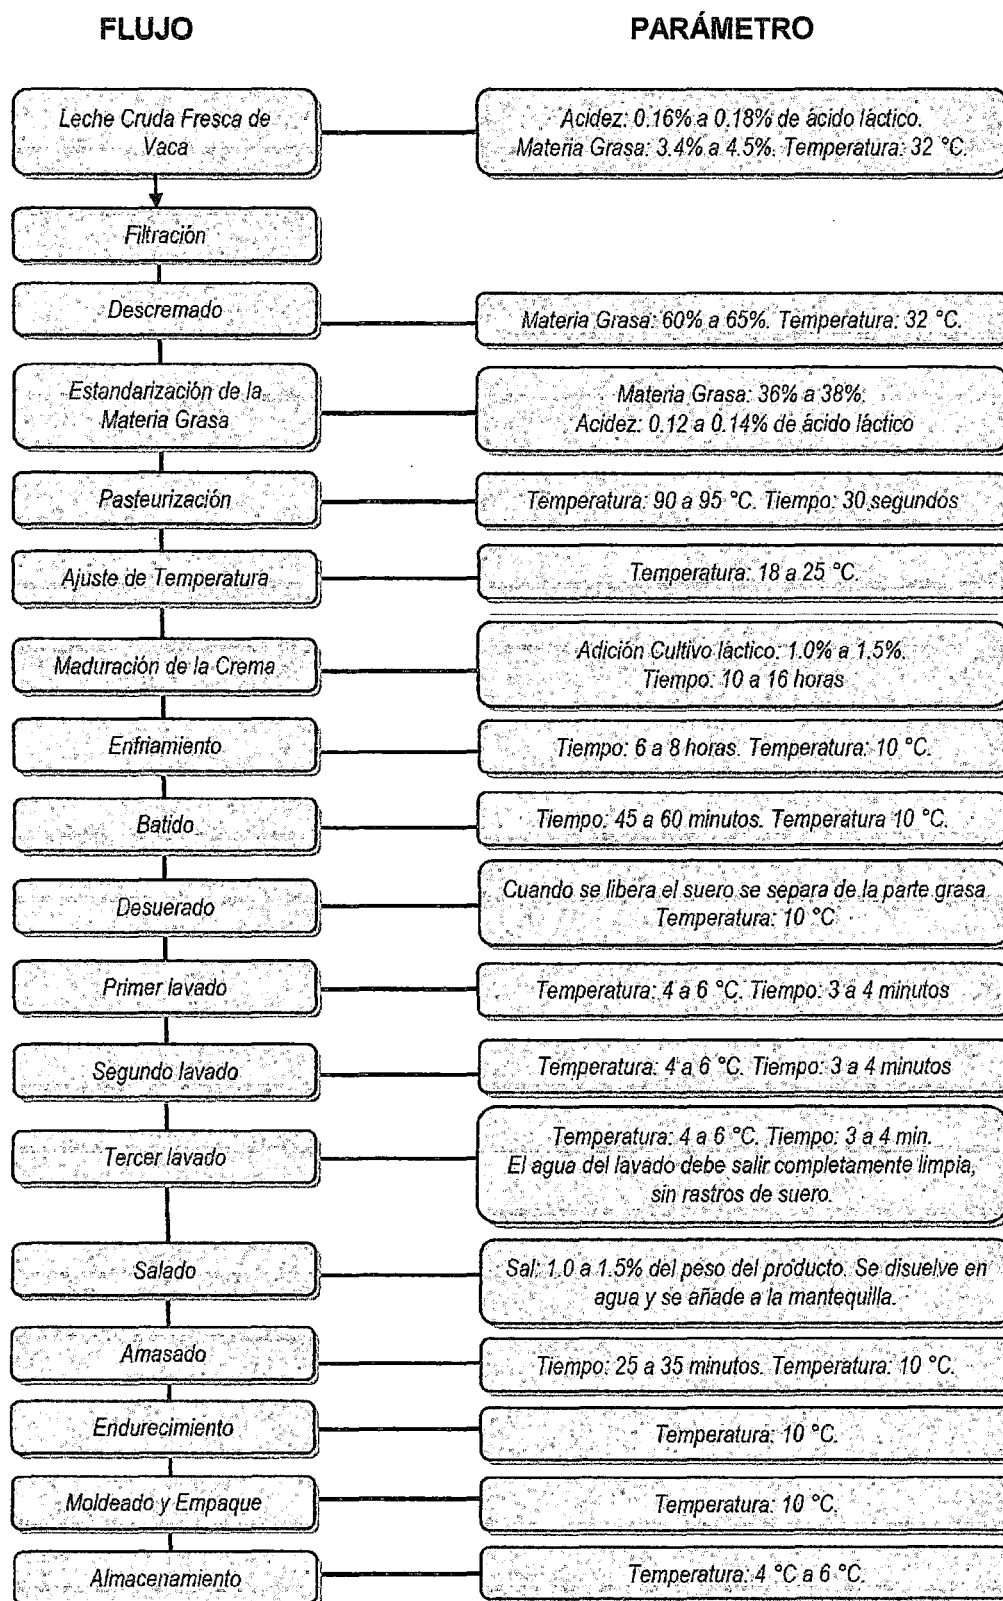 FLUJO
PARÁMETRO
Leche Cruda Fresca de
Vaca
Acidez: 0.16% a 0.18% de ácido láctico.
Materia Grasa: 3.4% a 4.5%. Temperatura: 32 °C.
Filtración
Descremado
Materia Grasa: 60% a 65%. Temperatura: 32 °C.
Estandarización de la
Materia Grasa
Materia Grasa: 36% a 38%.
Acidez: 0.12 a 0.14% de ácido láctico
Pasteurización
Temperatura: 90 a 95 °C. Tiempo: 30 segundos
Ajuste de Temperatura
Temperatura: 18 a 25 °C.
Maduración de la Crema
Adición Cultivo láctico: 1.0% a 1.5%.
Tiempo: 10 a 16 horas
Enfriamiento
Tiempo: 6 a 8 horas. Temperatura: 10 °C.
Batido
Tiempo: 45 a 60 minutos. Temperatura 10 °C.
Desuerado
Cuando se libera el suero se separa de la parte grasa
Temperatura: 10 °C
Primer lavado
Temperatura: 4 a 6 °C. Tiempo: 3 a 4 minutos
Segundo lavado
Temperatura: 4 a 6 °C. Tiempo: 3 a 4 minutos
Tercer lavado
Temperatura: 4 a 6 °C. Tiempo: 3 a 4 min.
El agua del lavado debe salir completamente limpia,
sin rastros de suero.
Salado
Sal: 1.0 a 1.5% del peso del producto. Se disuelve en
agua y se añade a la mantequilla.
Amasado
Tiempo: 25 a 35 minutos. Temperatura: 10 °C.
Endurecimiento
Temperatura: 10 °C.
Moldeado y Empaque
Temperatura: 10 °C.
Almacenamiento
Temperatura: 4 °C a 6 °C.